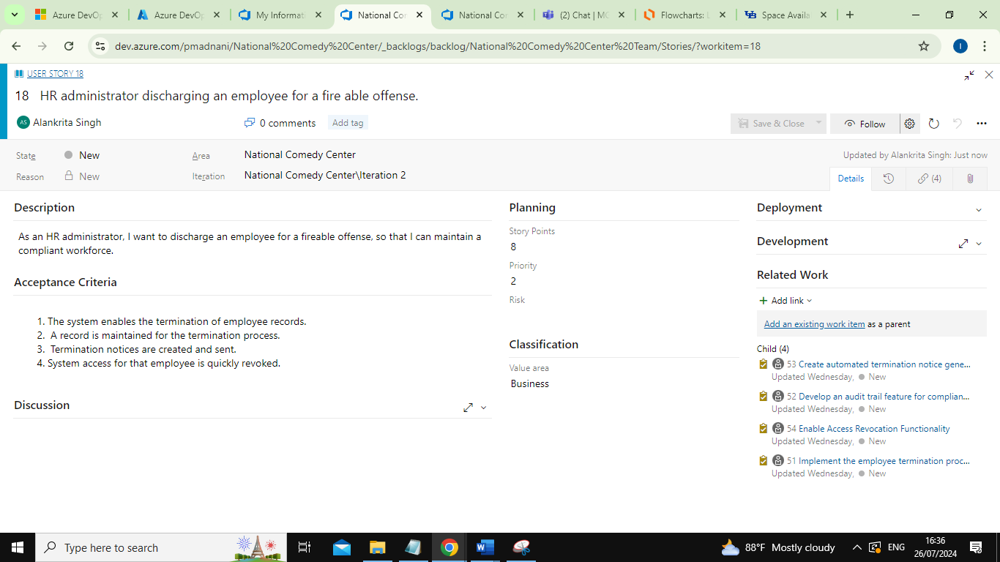 Azure DevOp
Azure DevOp
My Informati
National Con
National Con
(2) Chat | MC
Flowcharts: L
Space Availa
dev.azure.com/pmadnani/National%20Comedy%20Center/_backlogs/backlog/National%20Comedy%20Center%20Team/Stories/?workitem=18
I
USER STORY 18
18 HR administrator discharging an employee for a fire able offense.
AS Alankrita Singh
0 comments
Add tag
Save & Close
Follow
State
New
Area
National Comedy Center
Updated by Alankrita Singh: Just now
Reason
New
Iteration
National Comedy Center\Iteration 2
Details
(4)
Description
As an HR administrator, I want to discharge an employee for a fireable offense, so that I can maintain a
compliant workforce.
Acceptance Criteria
1. The system enables the termination of employee records.
2. A record is maintained for the termination process.
3. Termination notices are created and sent.
4. System access for that employee is quickly revoked.
Discussion
Planning
Story Points
8
Priority
2
Risk
Classification
Value area
Business
Deployment
Development
Related Work
Add link
Add an existing work item as a parent
Child (4)
53 Create automated termination notice gene...
Updated Wednesday, New
52 Develop an audit trail feature for complian...
Updated Wednesday, New
54 Enable Access Revocation Functionality
Updated Wednesday, New
51 Implement the employee termination proc...
Updated Wednesday, New
Type here to search
88°F Mostly cloudy
ENG
16:36
26/07/2024